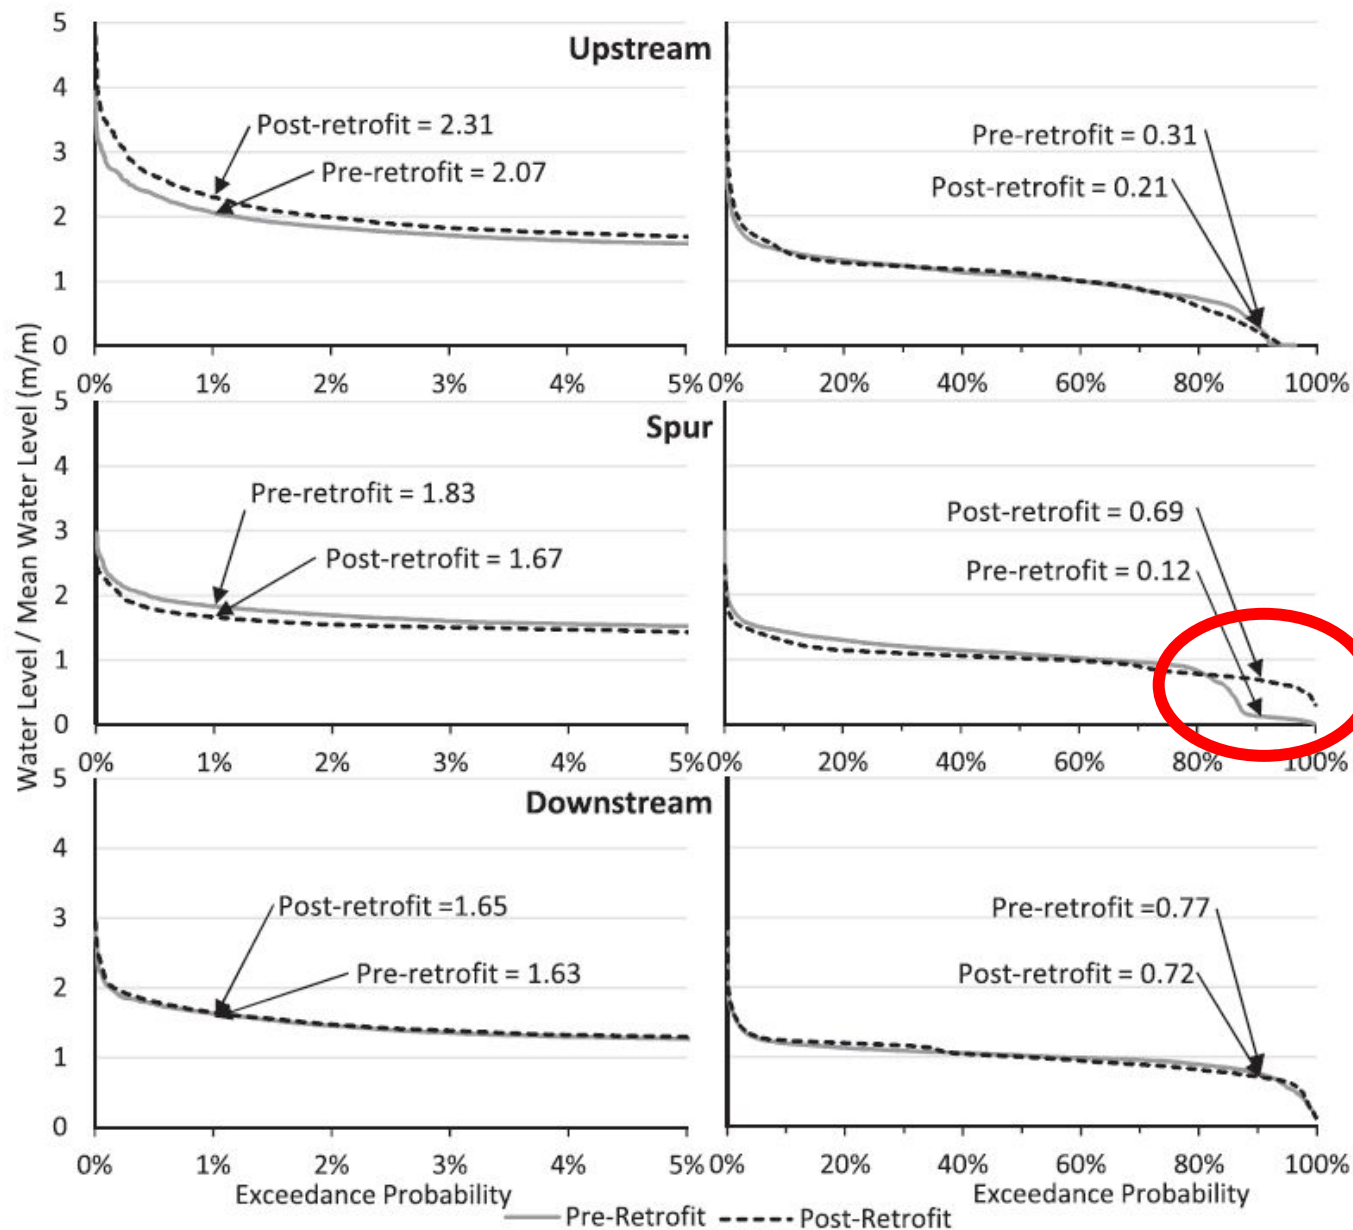 Water Level / Mean Water Level (m/m)
Upstream
5
4
3
2
1
0
Post-retrofit = 2.31
Pre-retrofit = 2.07
Pre-retrofit = 0.31
Post-retrofit = 0.21
0% 1% 2% 3% 4% 5%
0% 20% 40% 60% 80% 100%
Spur
5
4
3
2
1
0
Pre-retrofit = 1.83
Post-retrofit = 1.67
Post-retrofit = 0.69
Pre-retrofit = 0.12
0% 1% 2% 3% 4% 5%
0% 20% 40% 60% 80% 100%
Downstream
5
4
3
2
1
0
Post-retrofit =1.65
Pre-retrofit = 1.63
Pre-retrofit =0.77
Post-retrofit = 0.72
0% 1% 2% 3% 4% 5%
0% 20% 40% 60% 80% 100%
Exceedance Probability
Exceedance Probability
Pre-Retrofit
Post-Retrofit